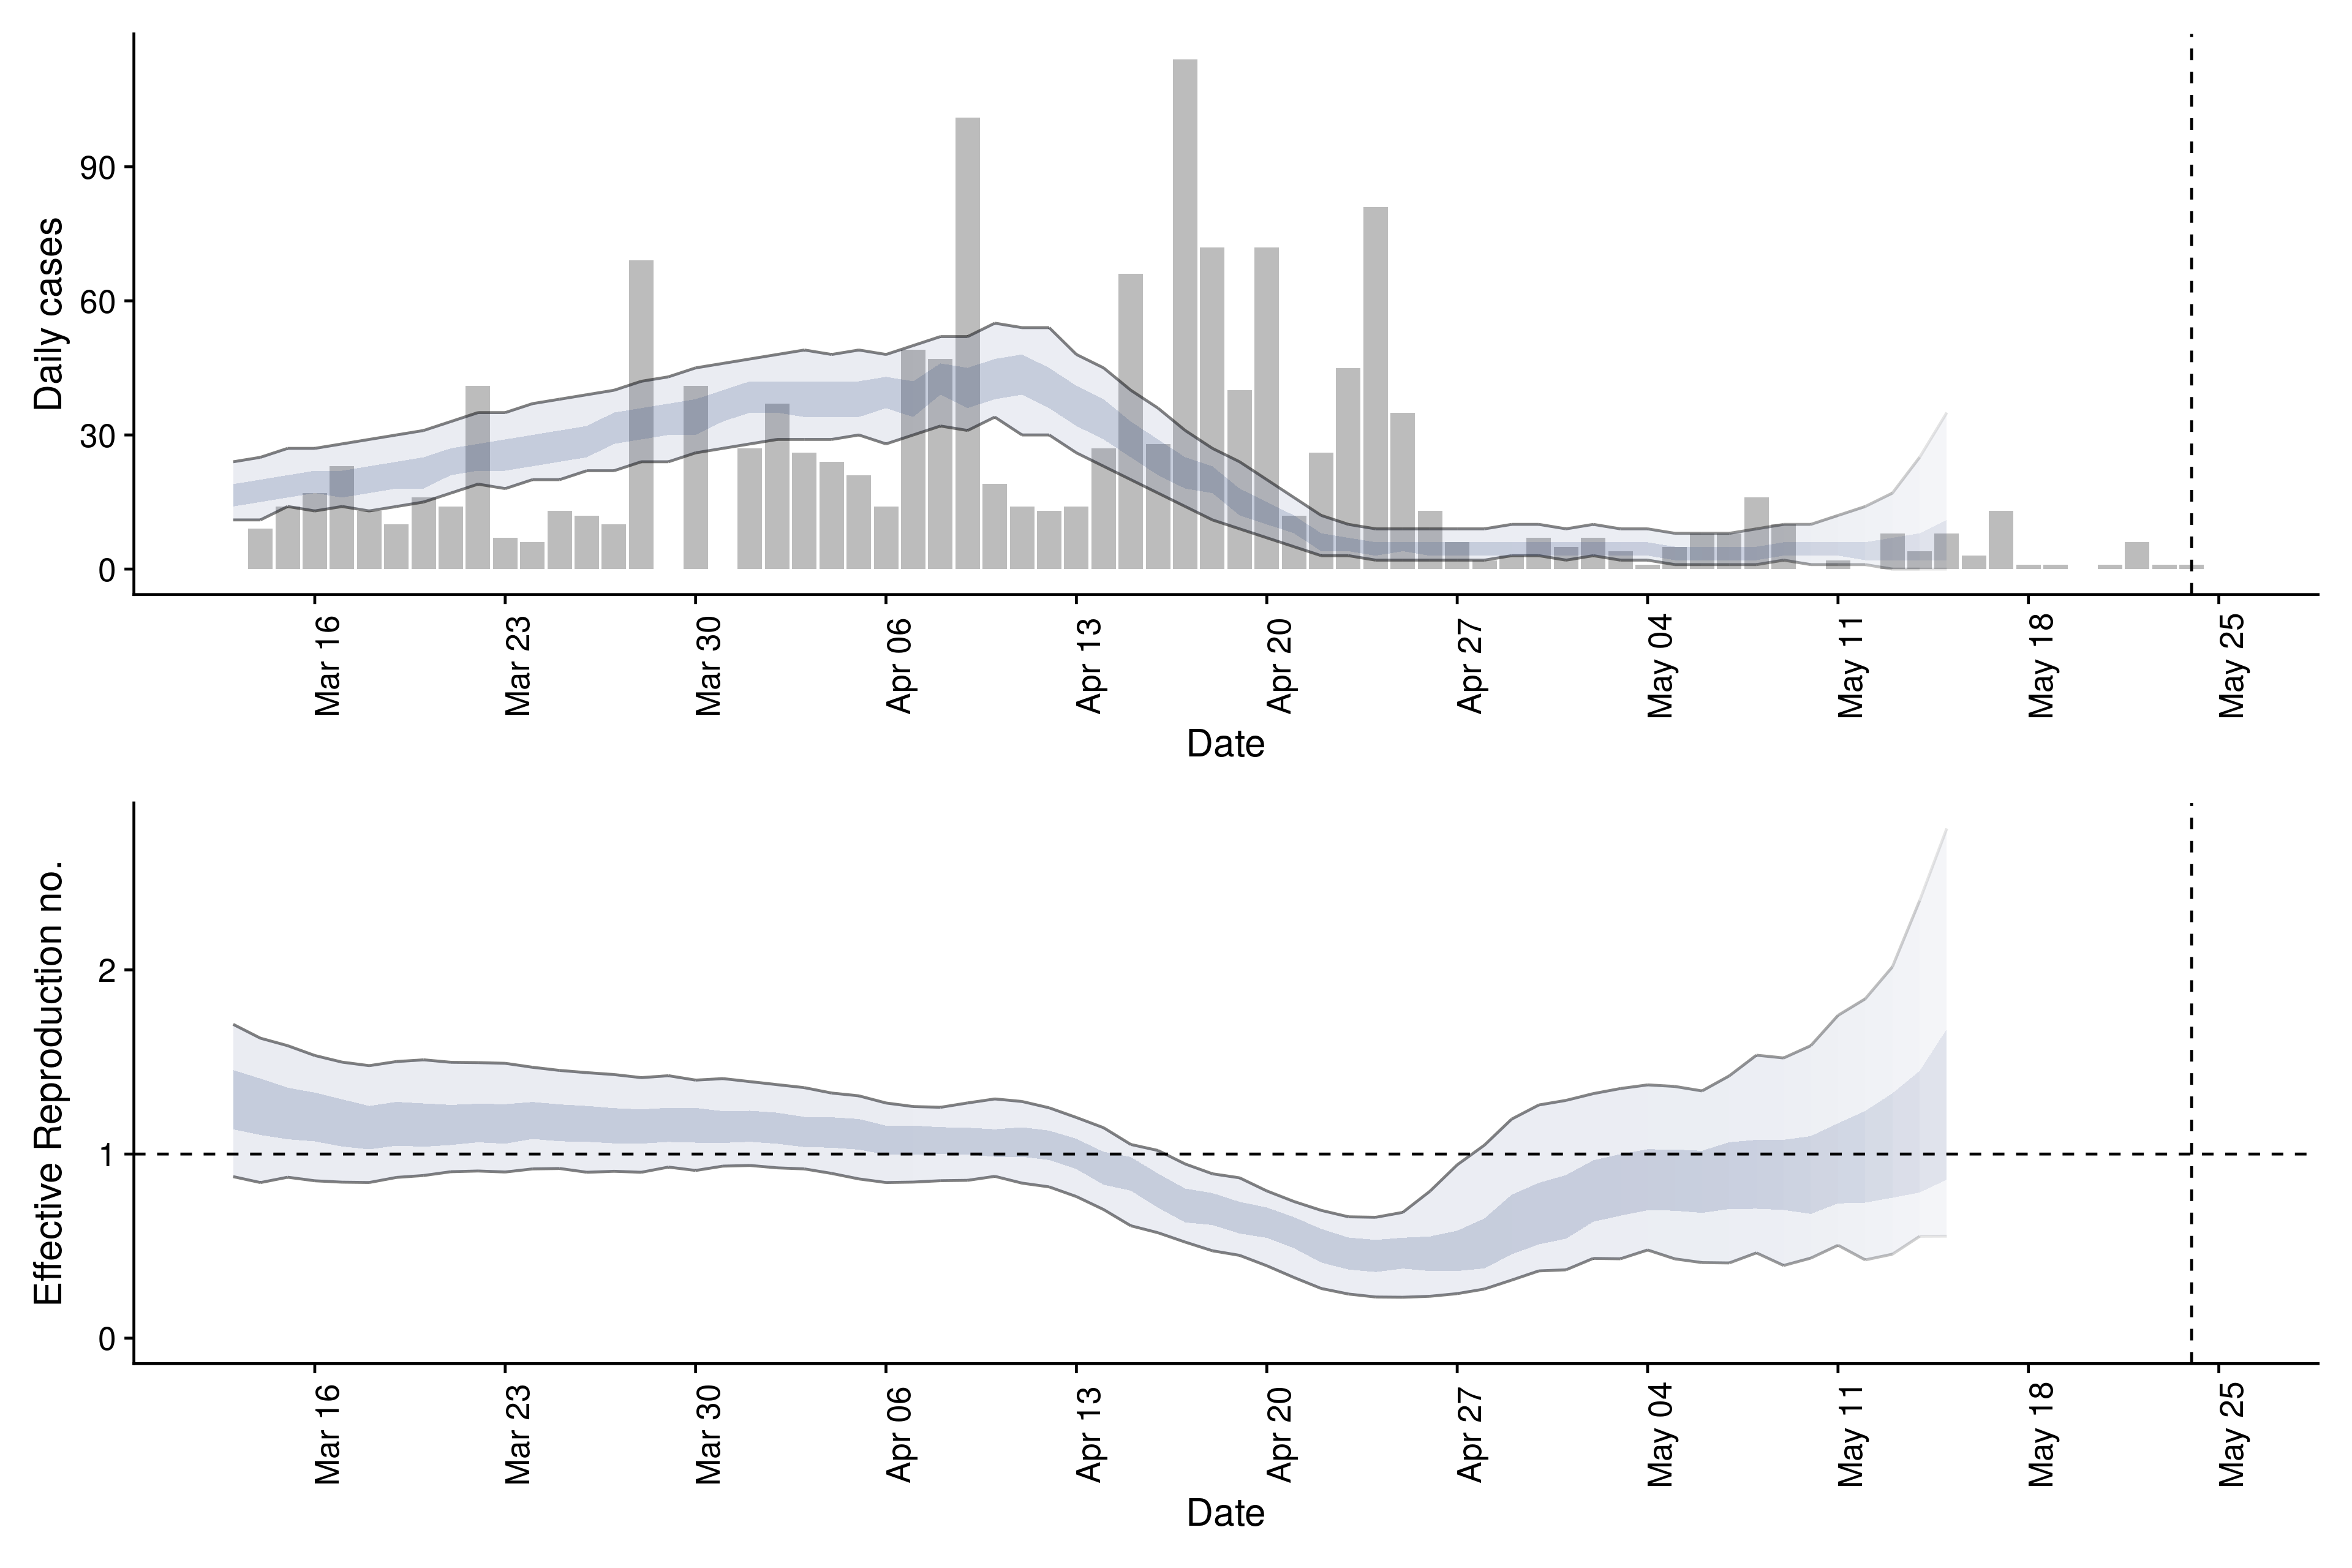 Daily cases
90
60
30
0
Mar 16
Mar 23
Mar 30
Apr 06
Apr 13
Apr 20
Apr 27
May 04
May 11
May 18
May 25
Date
Effective Reproduction no.
2
1
0
Mar 16
Mar 23
Mar 30
Apr 06
Apr 13
Apr 20
Apr 27
May 04
May 11
May 18
May 25
Date